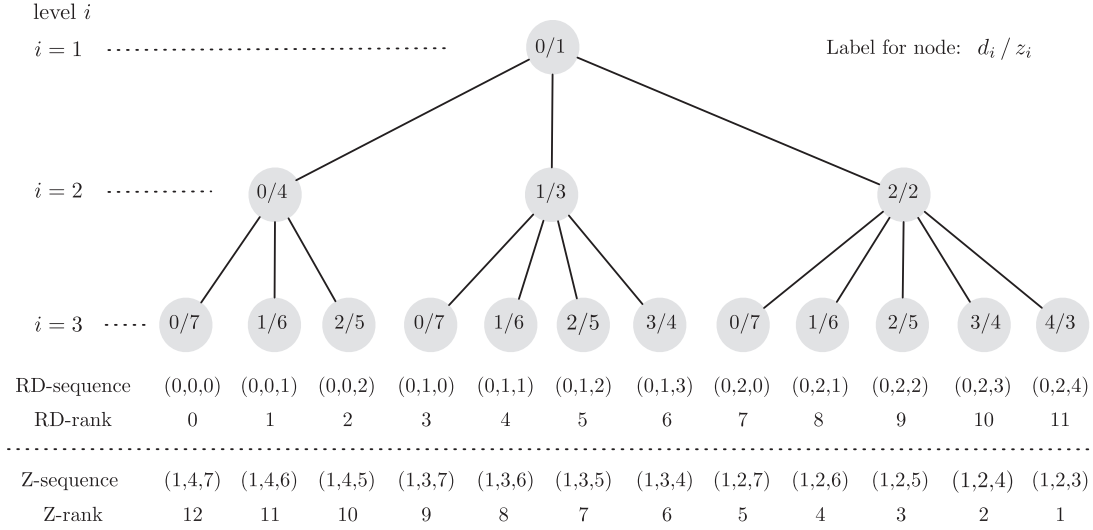 level i
i = 1 0/1 Label for node: d_i / z_i
i = 2 0/4 1/3 2/2
i = 3 0/7 1/6 2/5 0/7 1/6 2/5 3/4 0/7 1/6 2/5 3/4 4/3
RD-sequence (0,0,0) (0,0,1) (0,0,2) (0,1,0) (0,1,1) (0,1,2) (0,1,3) (0,2,0) (0,2,1) (0,2,2) (0,2,3) (0,2,4)
RD-rank 0 1 2 3 4 5 6 7 8 9 10 11
Z-sequence (1,4,7) (1,4,6) (1,4,5) (1,3,7) (1,3,6) (1,3,5) (1,3,4) (1,2,7) (1,2,6) (1,2,5) (1,2,4) (1,2,3)
Z-rank 12 11 10 9 8 7 6 5 4 3 2 1